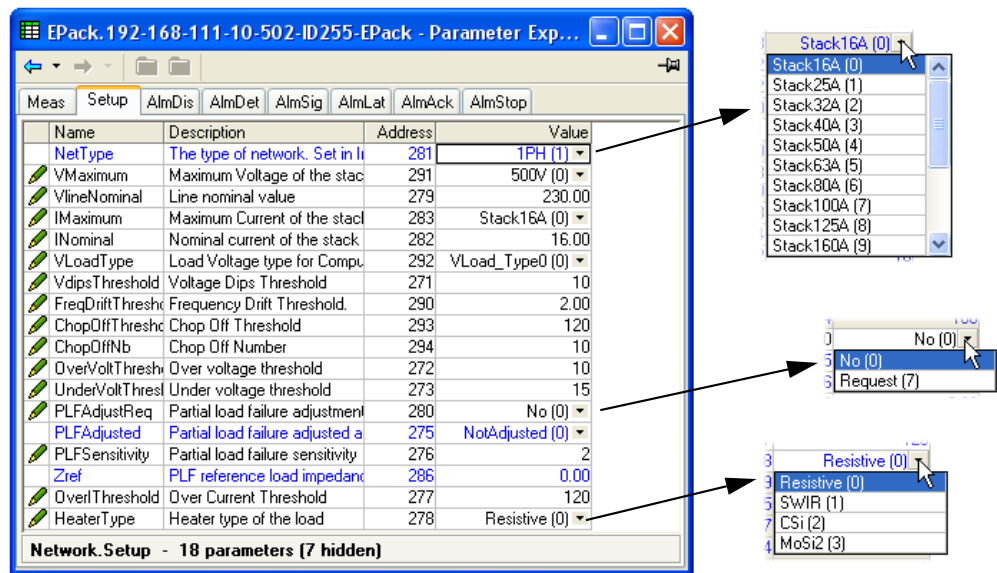 EPack.192-168-111-10-502-ID255-EPack - Parameter Exp...
Meas Setup AlmDis AlmDet AlmSig AlmLat AlmAck AlmStop
Name Description Address Value
NetType The type of network. Set in 281 1PH (1)
VMaximum Maximum Voltage of the stac 291 500V (0)
VlineNominal Line nominal value 279 230.00
IMaximum Maximum Current of the stacl 283 Stack16A (0)
INominal Nominal current of the stack 282 16.00
VLoadType Load Voltage type for Compu 292 VLoad_Type0 (0)
VdipsThreshold Voltage Dips Threshold 271 10
FreqDriftThresho Frequency Drift Threshold. 290 2.00
ChopOffThresho Chop Off Threshold 293 120
ChopOffNb Chop Off Number 294 10
OverVoltThresh Over voltage threshold 272 10
UnderVoltThresl Under voltage threshold 273 15
PLFAdjustReq Partial load failure adjustment 280 No (0)
PLFAdjusted Partial load failure adjusted a 275 NotAdjusted (0)
PLFSensitivity Partial load failure sensitivity 276 2
Zref PLF reference load impedanc 286 0.00
OverIThreshold Over Current Threshold 277 120
HeaterType Heater type of the load 278 Resistive (0)
Network.Setup - 18 parameters (7 hidden)
Stack16A (0)
Stack16A (0)
Stack25A (1)
Stack32A (2)
Stack40A (3)
Stack50A (4)
Stack63A (5)
Stack80A (6)
Stack100A (7)
Stack125A (8)
Stack160A (9)
No (0)
No (0)
Request (7)
Resistive (0)
Resistive (0)
SWIR (1)
CSi (2)
MoSi2 (3)